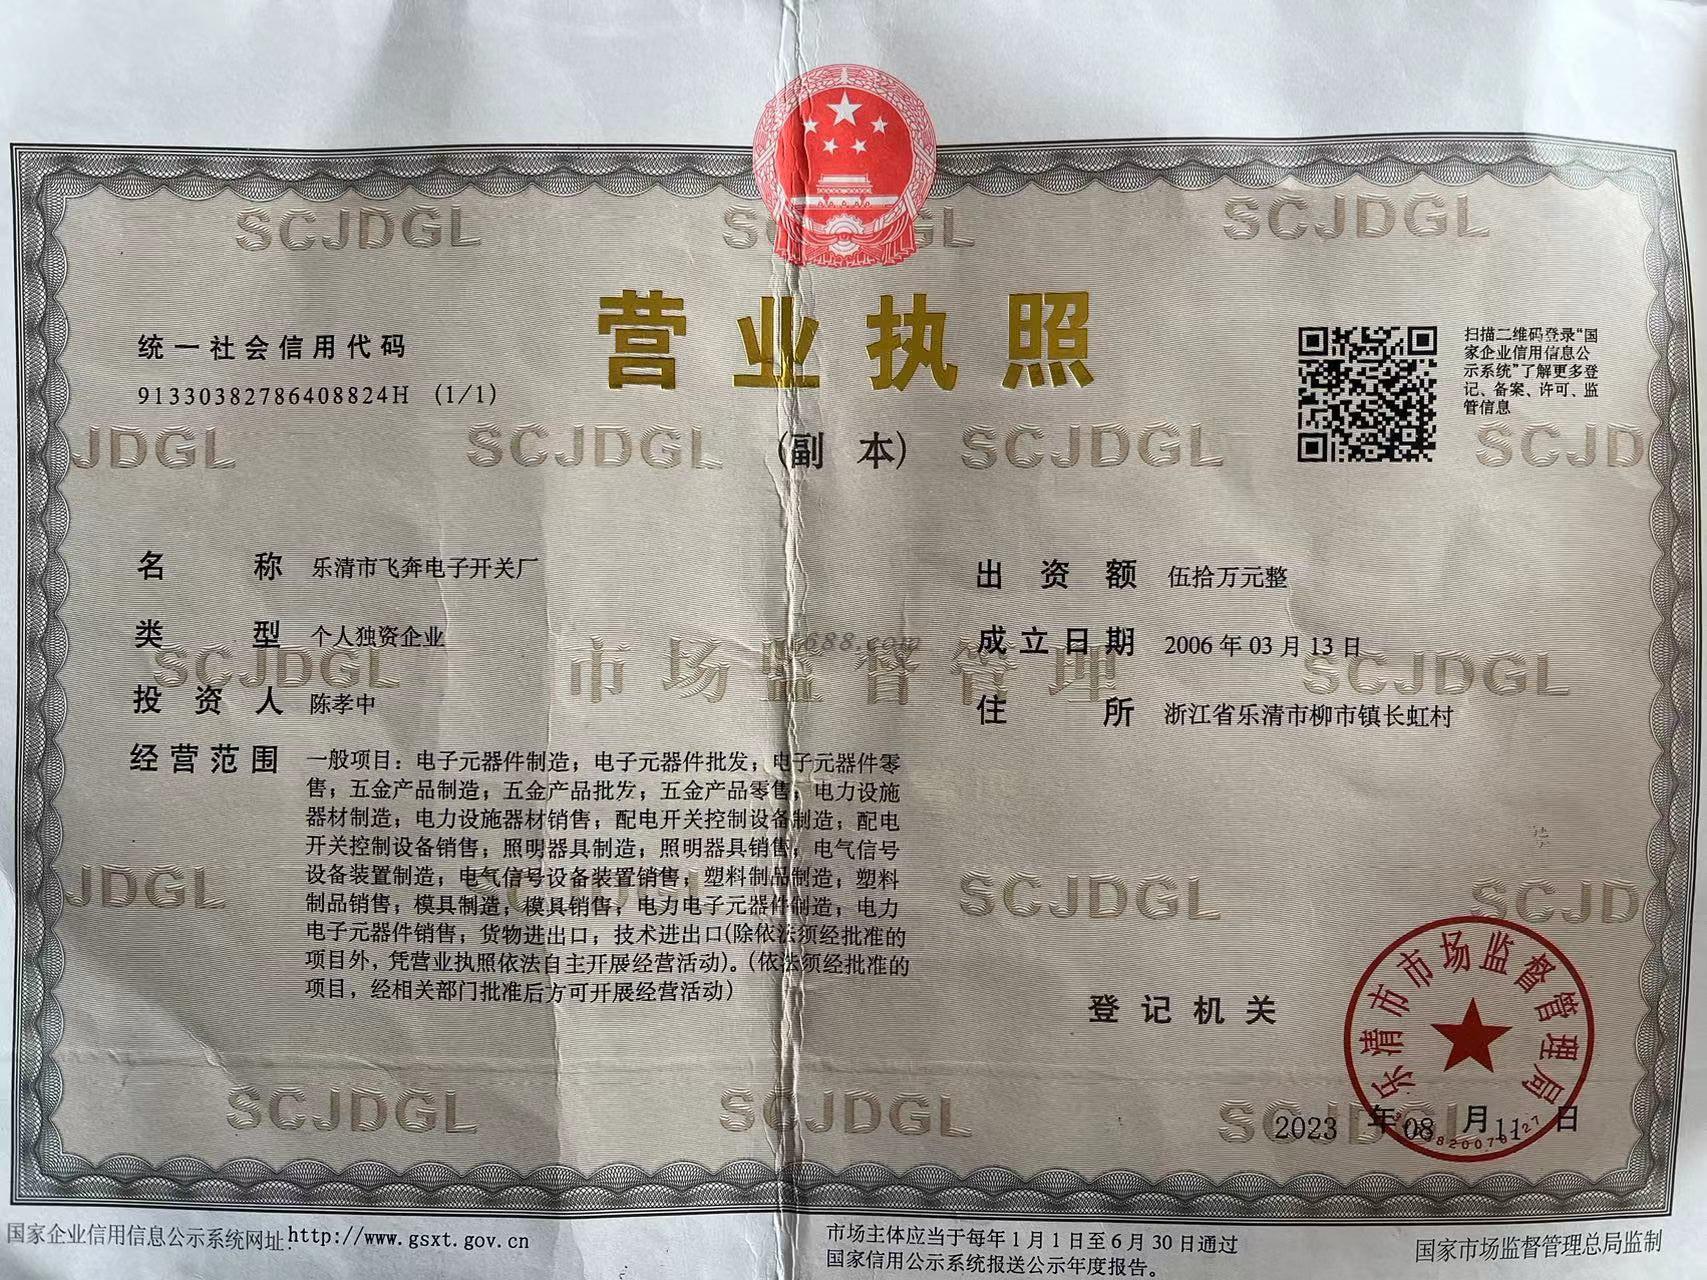 营业执照
(副 本)
统一社会信用代码
91330382786408824H (1/1)
扫描二维码登录“国
家企业信用信息公
示系统”了解更多登
记、备案、许可、监
管信息
名称 乐清市飞奔电子开关厂
类型 个人独资企业
投资人 陈孝中
经营范围 一般项目：电子元器件制造；电子元器件批发；电子元器件零
售；五金产品制造；五金产品批发；五金产品零售；电力设施
器材制造；电力设施器材销售；配电开关控制设备制造；配电
开关控制设备销售；照明器具制造；照明器具销售；电气信号
设备装置制造；电气信号设备装置销售；塑料制品制造；塑料
制品销售；模具制造；模具销售；电力电子元器件制造；电力
电子元器件销售；货物进出口；技术进出口(除依法须经批准的
项目外，凭营业执照依法自主开展经营活动)。(依法须经批准的
项目，经相关部门批准后方可开展经营活动)
出资额 伍拾万元整
成立日期 2006年03月13日
住所 浙江省乐清市柳市镇长虹村
登记机关
乐清市市场监督管理局
2023年08月11日
SCJDGL
SCJDGL
SCJDGL
JDGL
SCJDGL
SCJDGL
SCJD
SCJDGL
市场监督管理
SCJDGL
JDGL
SCJDGL
SCJD
SCJDGL
SCJDGL
SCJDGL
1688.com
国家企业信用信息公示系统网址:http://www.gsxt.gov.cn
市场主体应当于每年1月1日至6月30日通过
国家信用公示系统报送公示年度报告。
国家市场监督管理总局监制